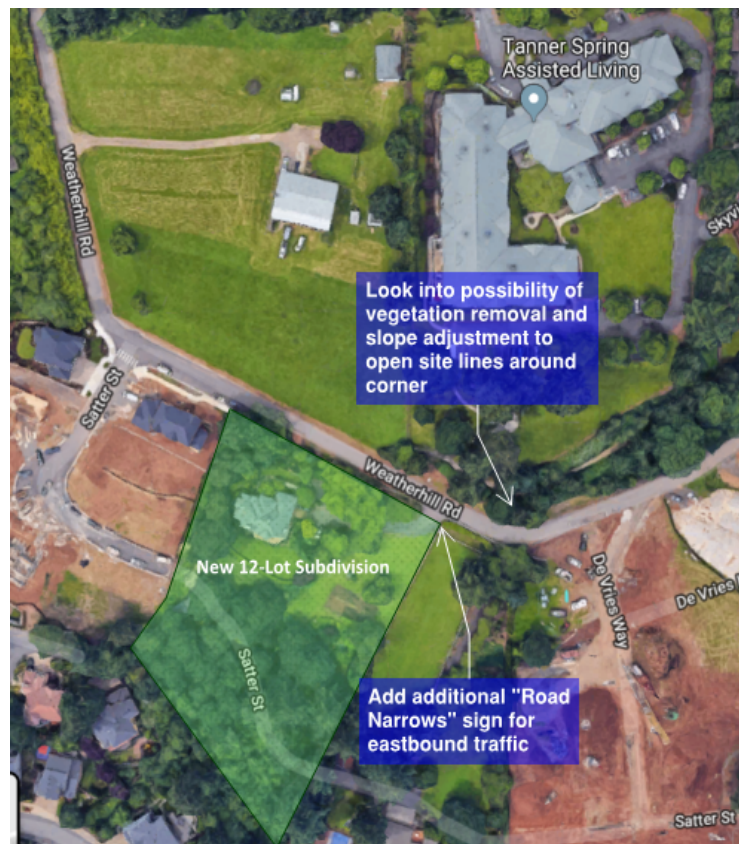 Tanner Spring
Assisted Living
Weatherhill Rd
Look into possibility of
vegetation removal and
slope adjustment to
open site lines around
corner
Satter St
Weatherhill Rd
New 12-Lot Subdivision
De Vries Way
De Vries
Satter St
Add additional "Road
Narrows" sign for
eastbound traffic
Satter St